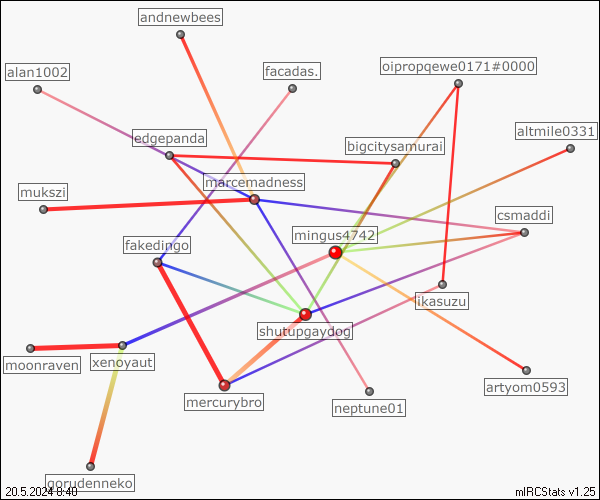 andnewbees
alan1002
facadas.
oipropqewe0171#0000
edgepanda
bigcitysamurai
altmile0331
marcemadness
mukszi
csmaddi
mingus4742
fakedingo
ikasuzu
shutupgaydog
moonraven
xenoyaut
artyom0593
mercurybro
neptune01
gorudenneko
20.5.2024 8:40
mIRCStats v1.25